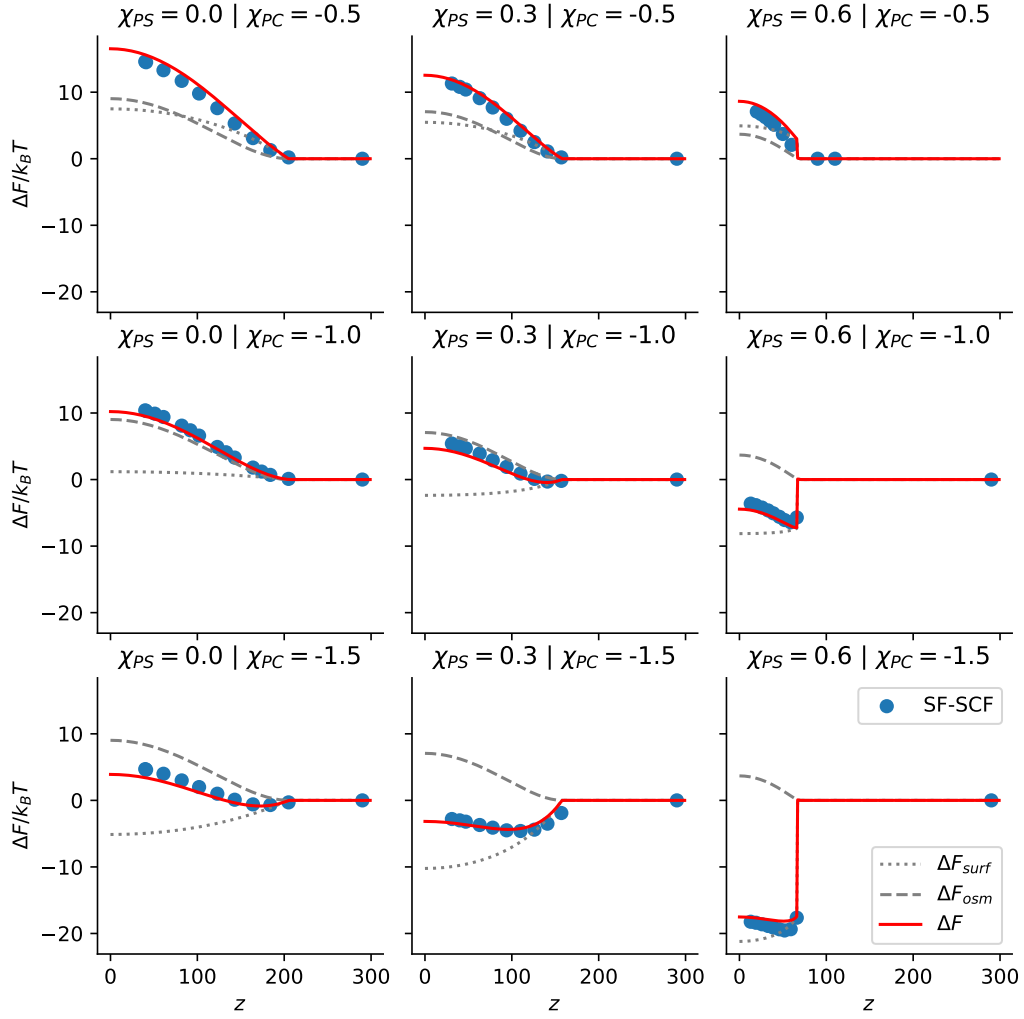 χPS = 0.0 | χPC = -0.5
χPS = 0.3 | χPC = -0.5
χPS = 0.6 | χPC = -0.5
10
0
−10
−20
ΔF/kBT
χPS = 0.0 | χPC = -1.0
χPS = 0.3 | χPC = -1.0
χPS = 0.6 | χPC = -1.0
10
0
−10
−20
ΔF/kBT
χPS = 0.0 | χPC = -1.5
χPS = 0.3 | χPC = -1.5
χPS = 0.6 | χPC = -1.5
10
0
−10
−20
ΔF/kBT
SF-SCF
ΔFsurf
ΔFosm
ΔF
0 100 200 300
0 100 200 300
0 100 200 300
z
z
z